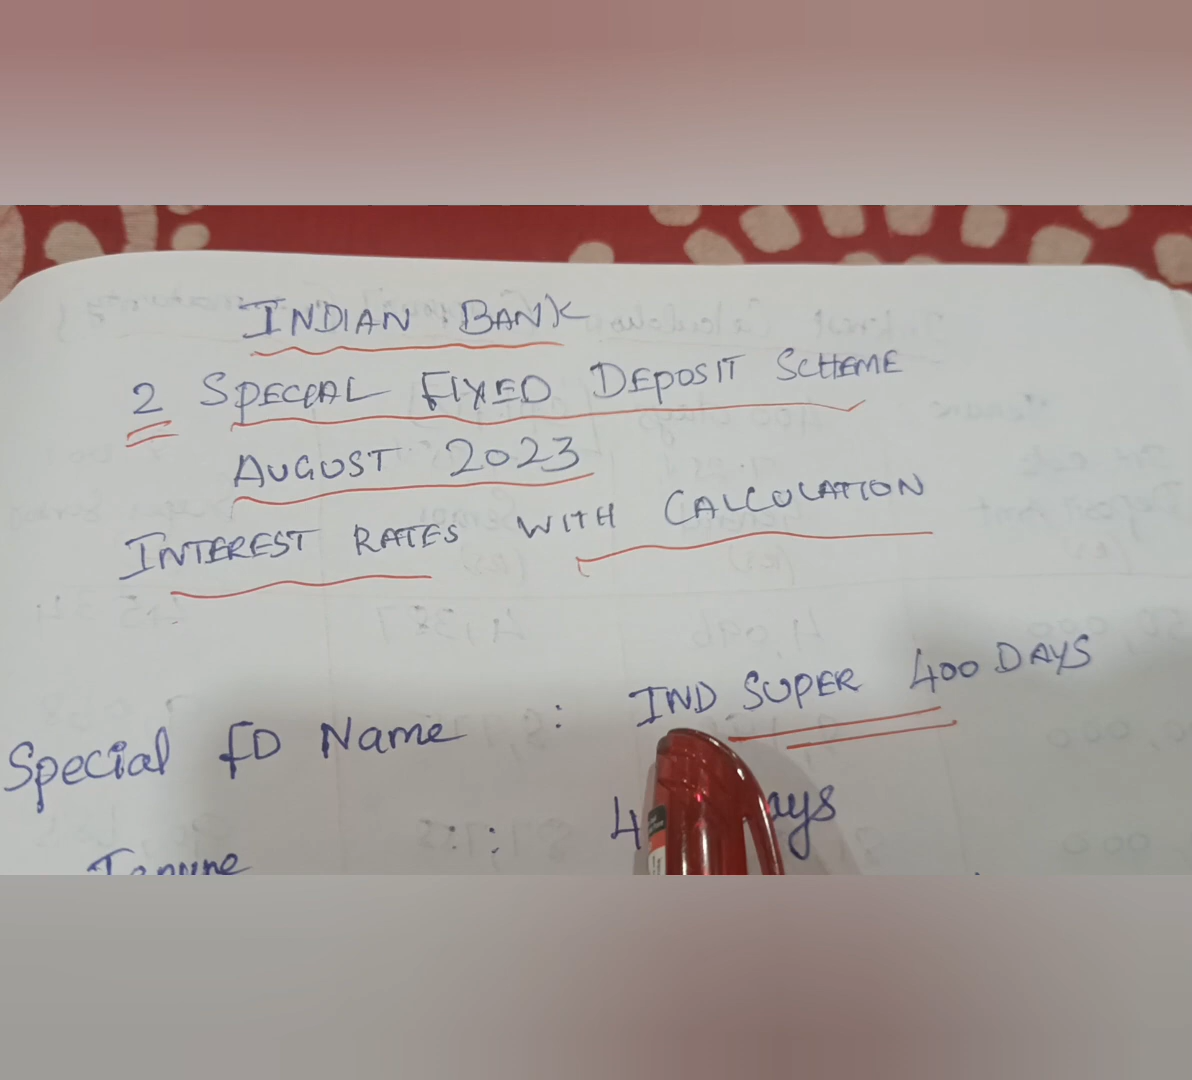 INDIAN BANK
2 SPECIAL FIXED DEPOSIT SCHEME
AUGUST 2023
INTEREST RATES WITH CALCULATION
Special FD Name : IND SUPER 400 DAYS
Tenure :